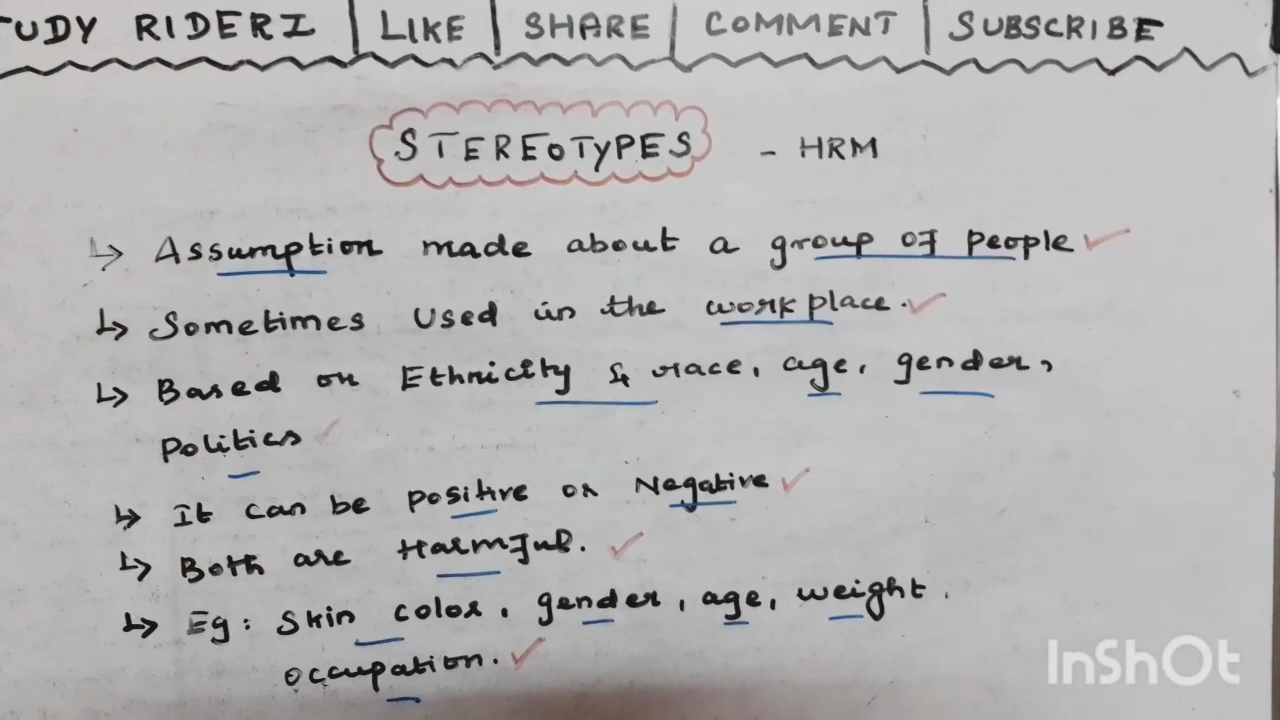 TUDY RIDERZ | LIKE | SHARE | COMMENT | SUBSCRIBE
STEREOTYPES - HRM
↳ Assumption made about a group of people ✓
↳ Sometimes Used in the workplace. ✓
↳ Based on Ethnicity & race, age, gender,
Politics ✓
↳ It can be positive or Negative ✓
↳ Both are Harmful. ✓
↳ Eg: Skin color, gender, age, weight,
occupation. ✓
InShOt